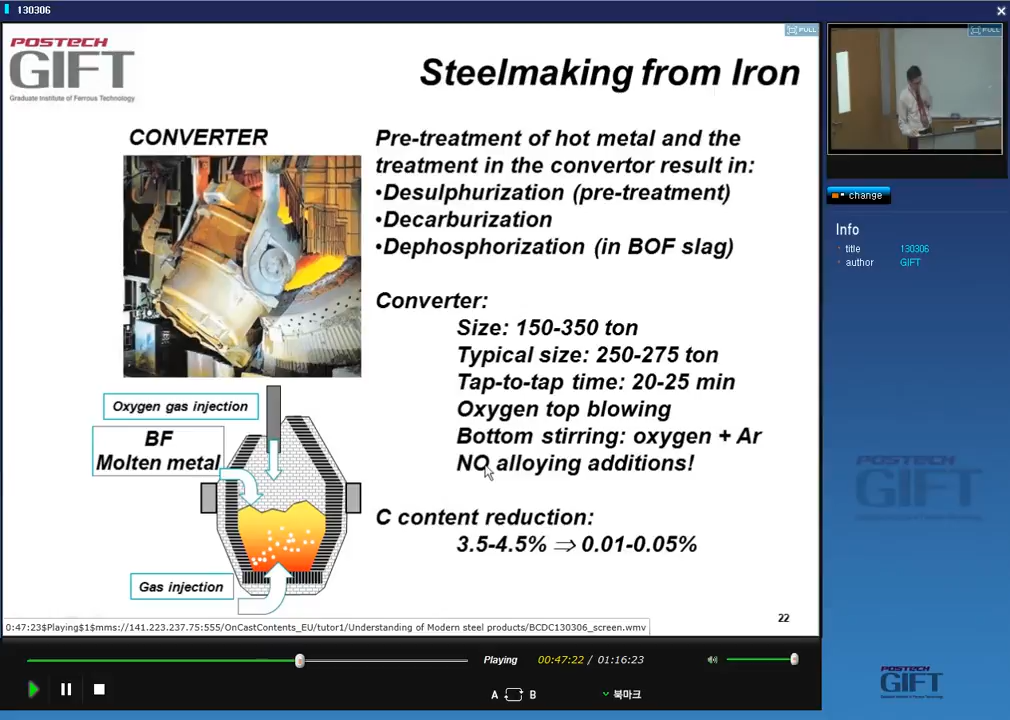 130306
POSTECH
GIFT
Graduate Institute of Ferrous Technology
Steelmaking from Iron
FULL
FULL
CONVERTER
Pre-treatment of hot metal and the
treatment in the convertor result in:
•Desulphurization (pre-treatment)
•Decarburization
•Dephosphorization (in BOF slag)
Converter:
Size: 150-350 ton
Typical size: 250-275 ton
Tap-to-tap time: 20-25 min
Oxygen top blowing
Bottom stirring: oxygen + Ar
NO alloying additions!
C content reduction:
3.5-4.5% ⇒ 0.01-0.05%
Oxygen gas injection
BF
Molten metal
Gas injection
22
0:47:23$Playing$1$mms://141.223.237.75:555/OnCastContents_EU/tutor1/Understanding of Modern steel products/BCDC130306_screen.wmv
Playing
00:47:22 / 01:16:23
A B
북마크
change
Info
title 130306
author GIFT
POSTECH
GIFT
POSTECH
GIFT